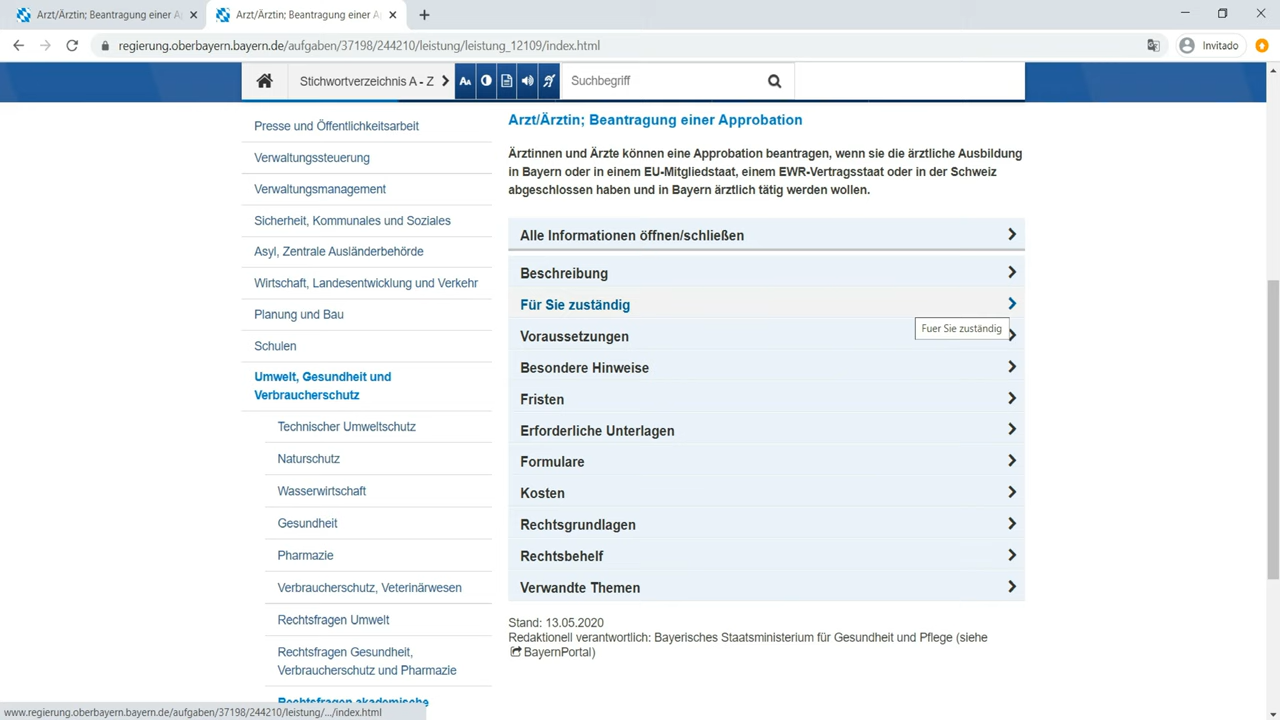 Arzt/Ärztin; Beantragung einer A
Arzt/Ärztin; Beantragung einer A
regierung.oberbayern.bayern.de/aufgaben/37198/244210/leistung/leistung_12109/index.html
Invitado
Stichwortverzeichnis A - Z
Suchbegriff
Presse und Öffentlichkeitsarbeit
Verwaltungssteuerung
Verwaltungsmanagement
Sicherheit, Kommunales und Soziales
Asyl, Zentrale Ausländerbehörde
Wirtschaft, Landesentwicklung und Verkehr
Planung und Bau
Schulen
Umwelt, Gesundheit und
Verbraucherschutz
Technischer Umweltschutz
Naturschutz
Wasserwirtschaft
Gesundheit
Pharmazie
Verbraucherschutz, Veterinärwesen
Rechtsfragen Umwelt
Rechtsfragen Gesundheit,
Verbraucherschutz und Pharmazie
Rechtsfragen akademische
Arzt/Ärztin; Beantragung einer Approbation
Ärztinnen und Ärzte können eine Approbation beantragen, wenn sie die ärztliche Ausbildung
in Bayern oder in einem EU-Mitgliedstaat, einem EWR-Vertragsstaat oder in der Schweiz
abgeschlossen haben und in Bayern ärztlich tätig werden wollen.
Alle Informationen öffnen/schließen
Beschreibung
Für Sie zuständig
Fuer Sie zuständig
Voraussetzungen
Besondere Hinweise
Fristen
Erforderliche Unterlagen
Formulare
Kosten
Rechtsgrundlagen
Rechtsbehelf
Verwandte Themen
Stand: 13.05.2020
Redaktionell verantwortlich: Bayerisches Staatsministerium für Gesundheit und Pflege (siehe
BayernPortal)
www.regierung.oberbayern.bayern.de/aufgaben/37198/244210/leistung/.../index.html